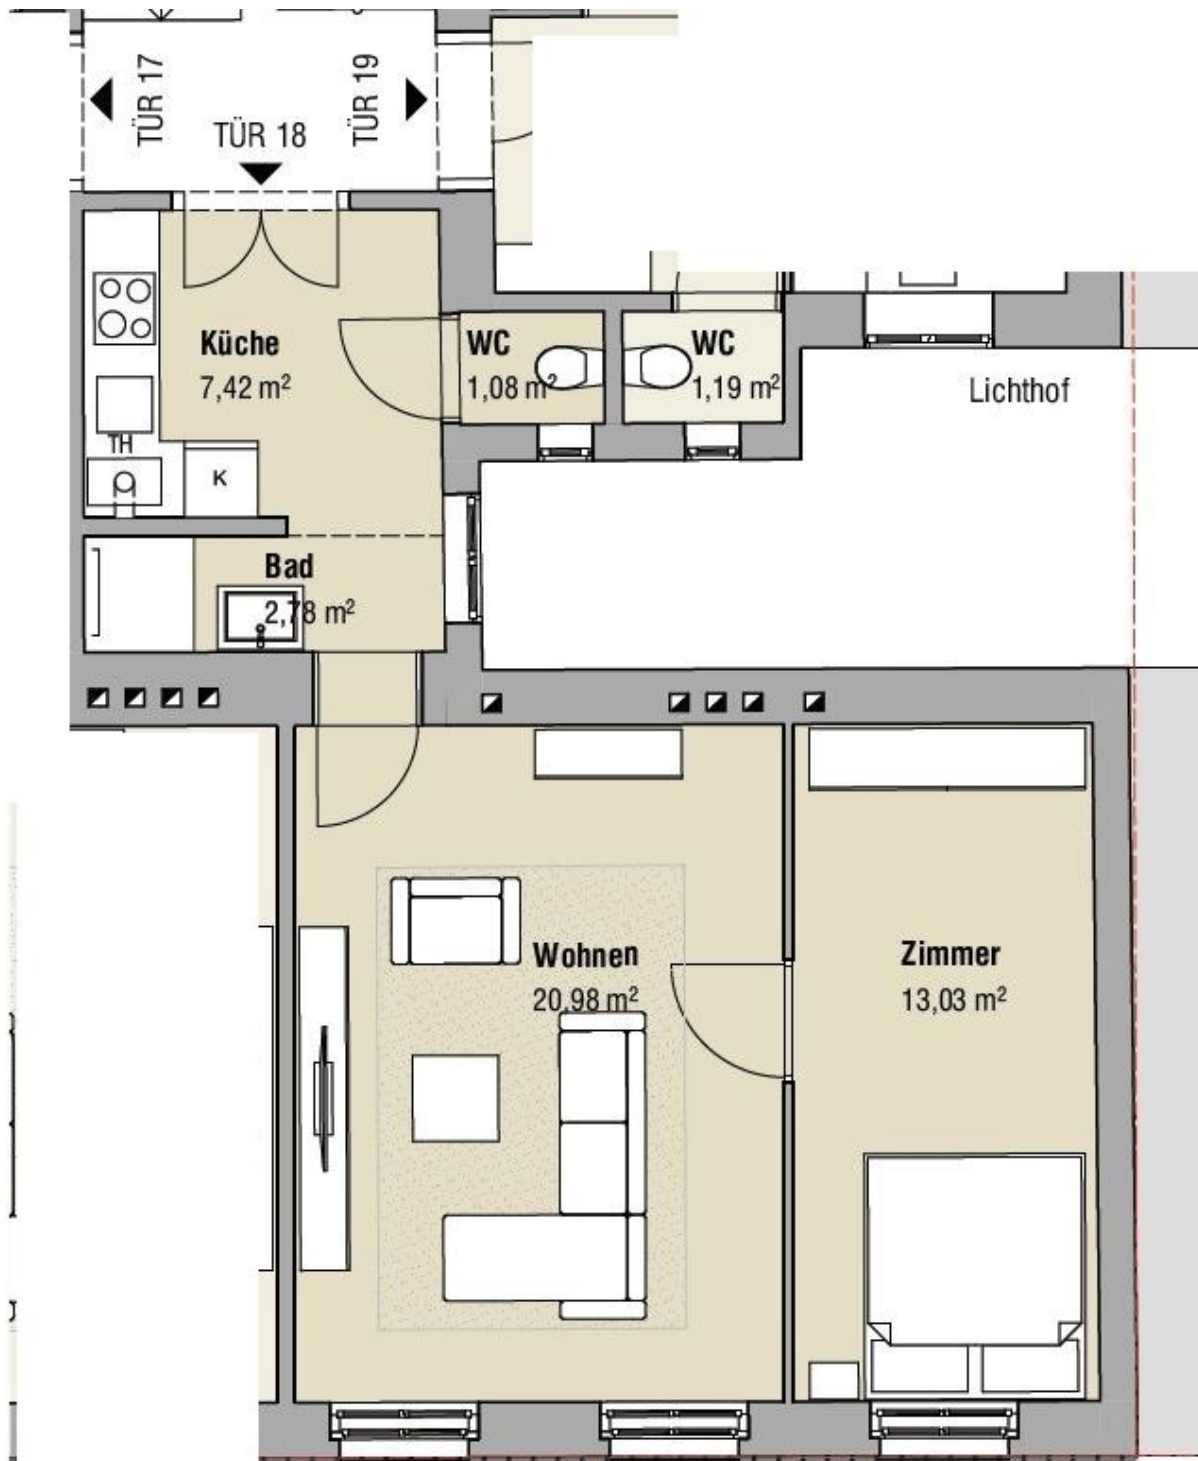 TÜR 17
TÜR 19
TÜR 18
Küche
7,42 m²
WC
1,08 m²
WC
1,19 m²
Lichthof
TH
K
Bad
2,78 m²
Wohnen
20,98 m²
Zimmer
13,03 m²